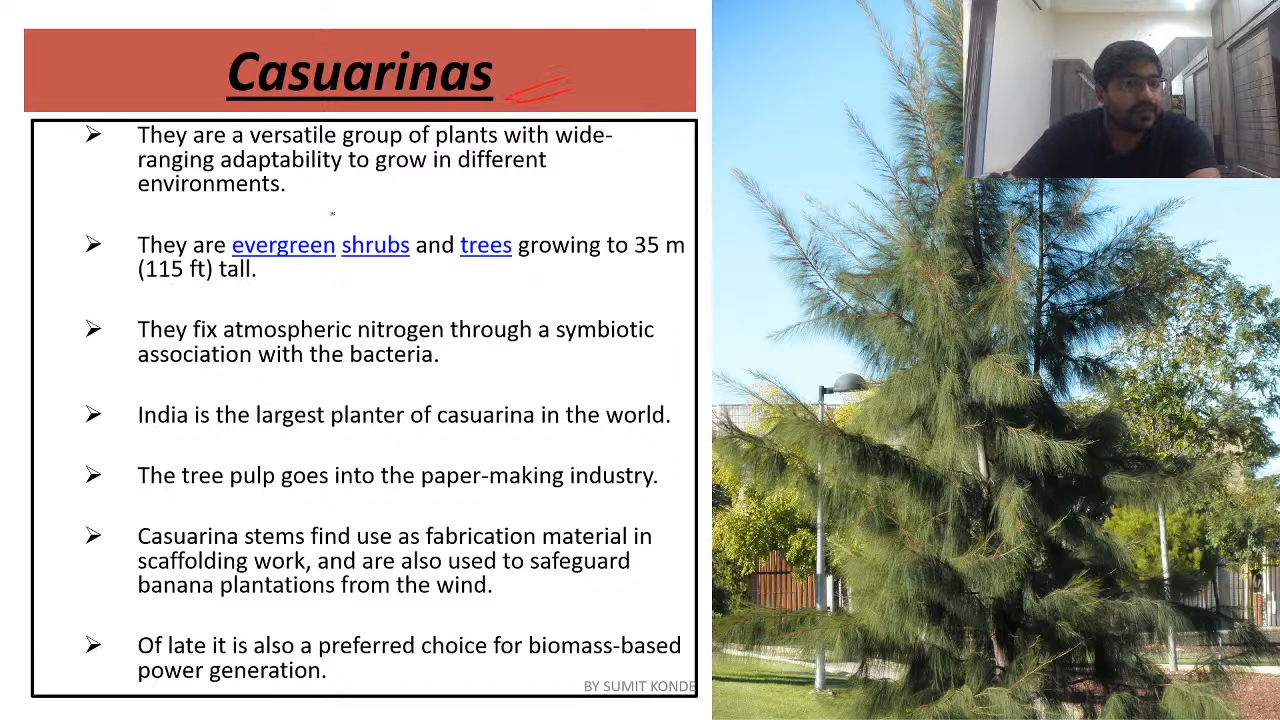 Casuarinas
They are a versatile group of plants with wide-
ranging adaptability to grow in different
environments.
They are evergreen shrubs and trees growing to 35 m
(115 ft) tall.
They fix atmospheric nitrogen through a symbiotic
association with the bacteria.
India is the largest planter of casuarina in the world.
The tree pulp goes into the paper-making industry.
Casuarina stems find use as fabrication material in
scaffolding work, and are also used to safeguard
banana plantations from the wind.
Of late it is also a preferred choice for biomass-based
power generation.
BY SUMIT KONDE